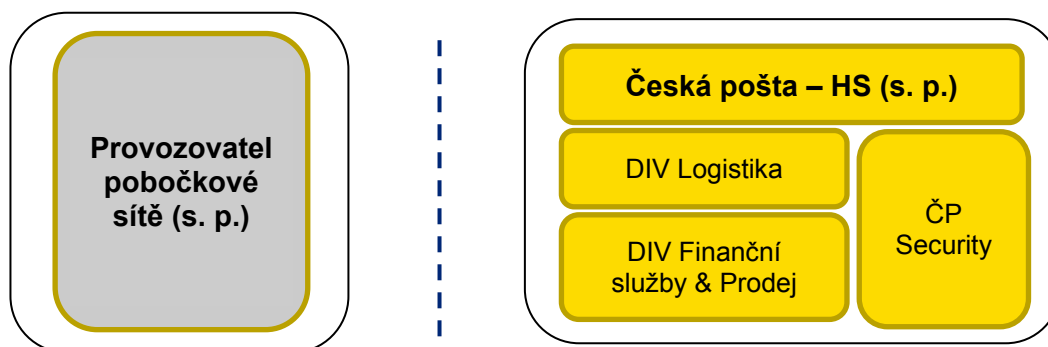 Provozovatel
pobočkové
sítě (s. p.)
Česká pošta – HS (s. p.)
DIV Logistika
DIV Finanční
služby & Prodej
ČP
Security